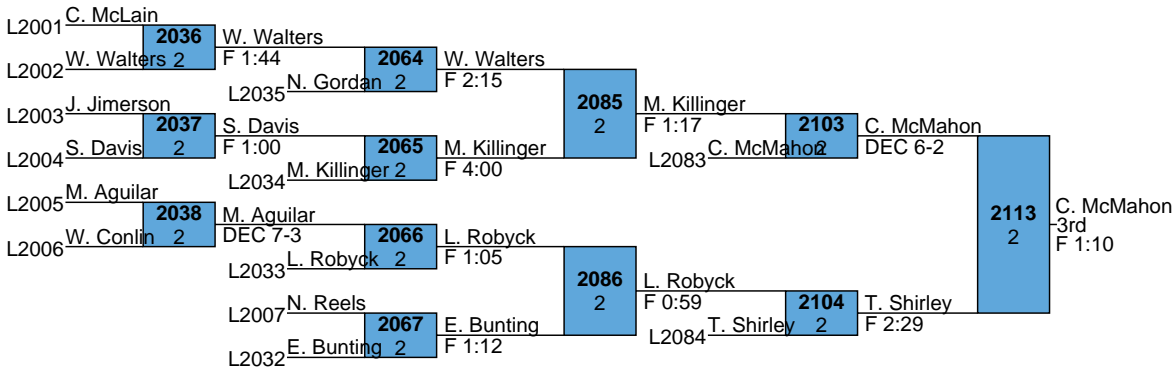 C. McLain
L2001
2036
W. Walters
W. Walters 2
L2002
F 1:44
2064
W. Walters
N. Gordan 2
L2035
F 2:15
J. Jimerson
L2003
2037
S. Davis
S. Davis 2
L2004
F 1:00
2065
M. Killinger
M. Killinger 2
L2034
F 4:00
2085
2
M. Killinger
F 1:17
2103
C. McMahon
C. McMahon 2
L2083
DEC 6-2
M. Aguilar
L2005
2038
M. Aguilar
W. Conlin 2
L2006
DEC 7-3
2066
L. Robyck
L. Robyck 2
L2033
F 1:05
N. Reels
L2007
2067
E. Bunting
E. Bunting 2
L2032
F 1:12
2086
2
L. Robyck
F 0:59
2104
T. Shirley
T. Shirley 2
L2084
F 2:29
2113
2
C. McMahon
3rd
F 1:10